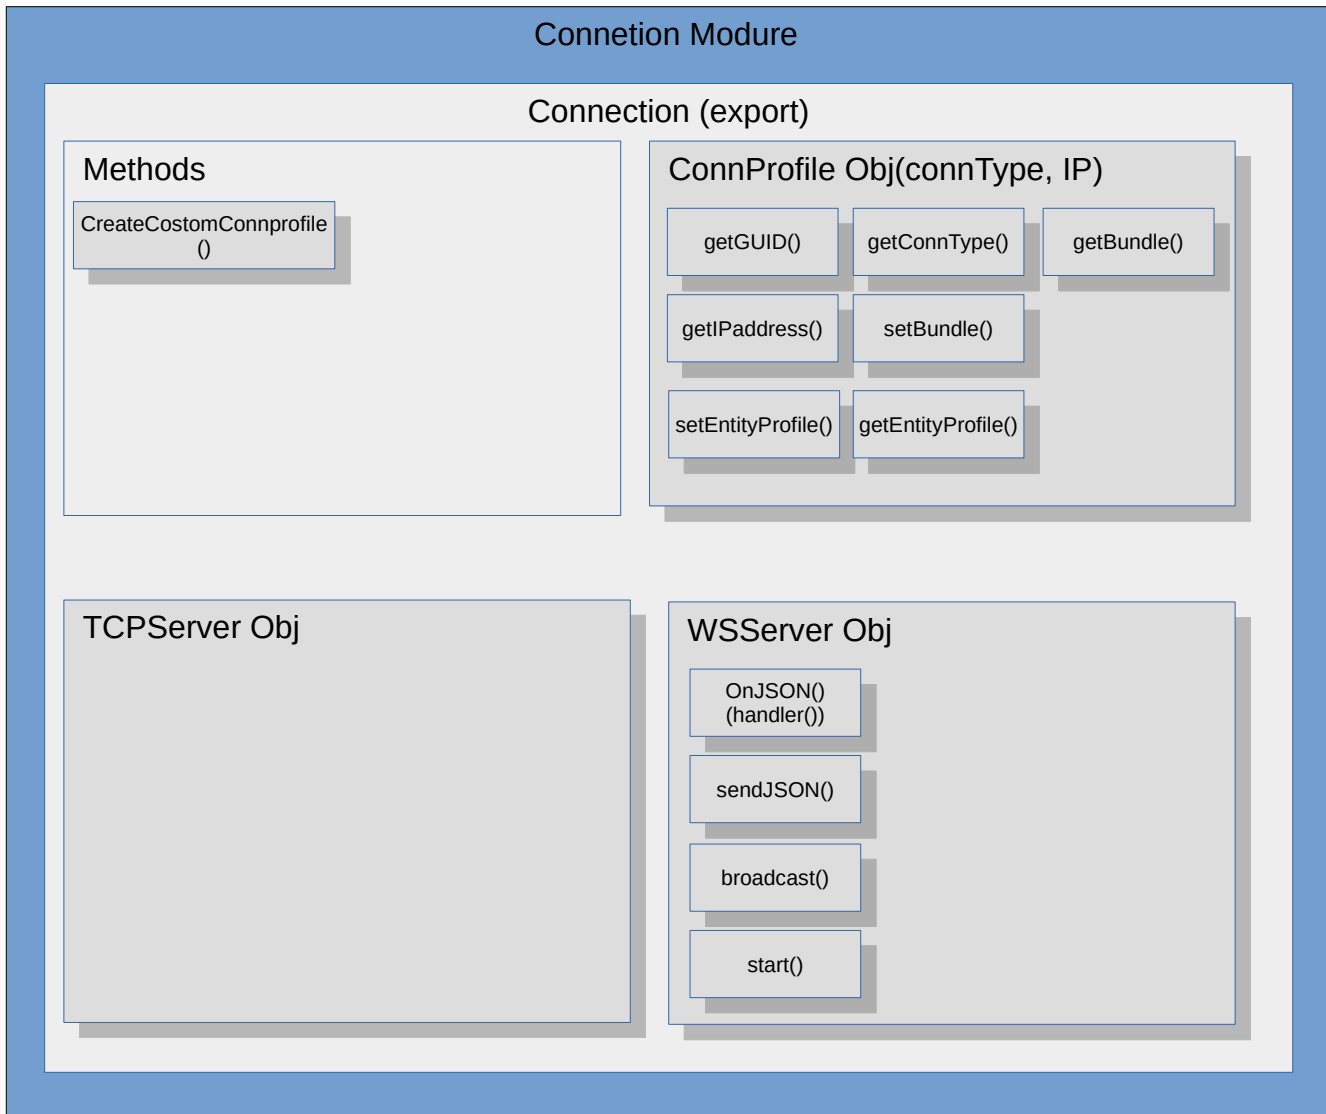 Connetion Modure
Connection (export)
Methods
CreateCostomConnprofile
()
ConnProfile Obj(connType, IP)
getGUID()
getConnType()
getBundle()
getIPaddress()
setBundle()
setEntityProfile()
getEntityProfile()
TCPServer Obj
WSServer Obj
OnJSON()
(handler())
sendJSON()
broadcast()
start()